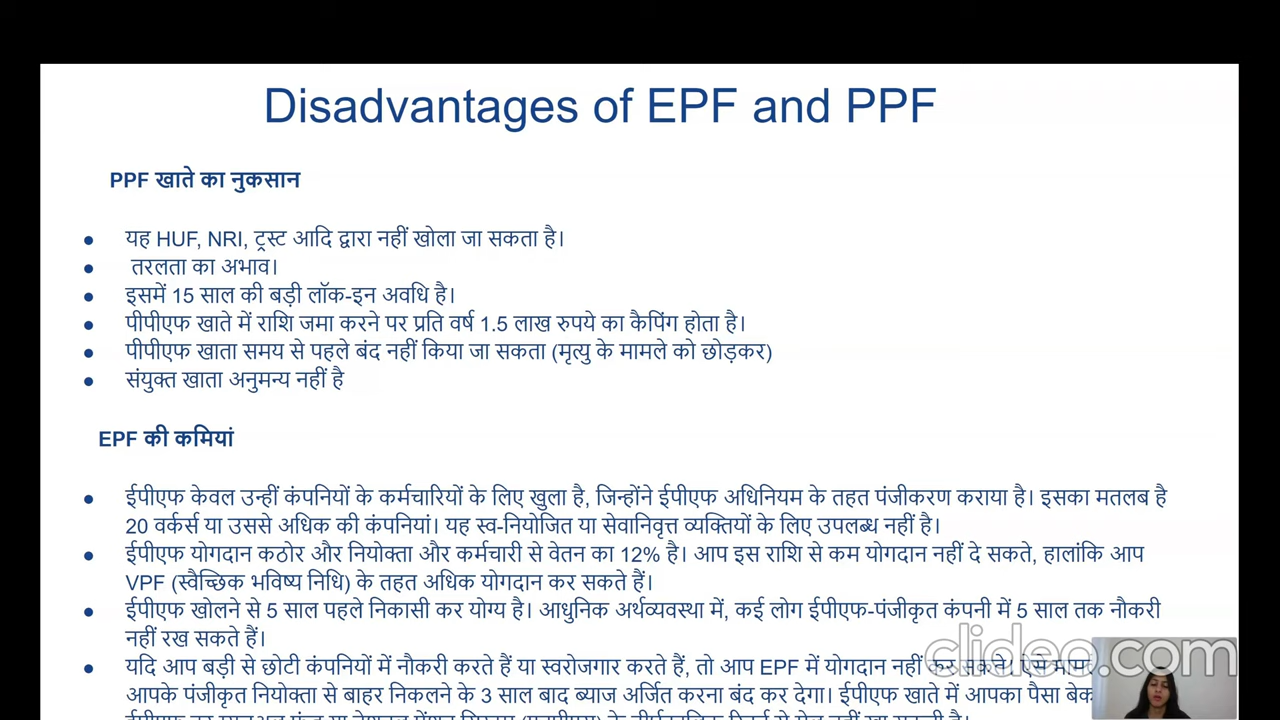 Disadvantages of EPF and PPF
PPF खाते का नुकसान
● यह HUF, NRI, ट्रस्ट आदि द्वारा नहीं खोला जा सकता है।
● तरलता का अभाव।
● इसमें 15 साल की बड़ी लॉक-इन अवधि है।
● पीपीएफ खाते में राशि जमा करने पर प्रति वर्ष 1.5 लाख रुपये का कैपिंग होता है।
● पीपीएफ खाता समय से पहले बंद नहीं किया जा सकता (मृत्यु के मामले को छोड़कर)
● संयुक्त खाता अनुमन्य नहीं है
EPF की कमियां
● ईपीएफ केवल उन्हीं कंपनियों के कर्मचारियों के लिए खुला है, जिन्होंने ईपीएफ अधिनियम के तहत पंजीकरण कराया है। इसका मतलब है
20 वर्कर्स या उससे अधिक की कंपनियां। यह स्व-नियोजित या सेवानिवृत्त व्यक्तियों के लिए उपलब्ध नहीं है।
● ईपीएफ योगदान कठोर और नियोक्ता और कर्मचारी से वेतन का 12% है। आप इस राशि से कम योगदान नहीं दे सकते, हालांकि आप
VPF (स्वैच्छिक भविष्य निधि) के तहत अधिक योगदान कर सकते हैं।
● ईपीएफ खोलने से 5 साल पहले निकासी कर योग्य है। आधुनिक अर्थव्यवस्था में, कई लोग ईपीएफ-पंजीकृत कंपनी में 5 साल तक नौकरी
नहीं रख सकते हैं।
● यदि आप बड़ी से छोटी कंपनियों में नौकरी करते हैं या स्वरोजगार करते हैं, तो आप EPF में योगदान नहीं कर सकते। ऐसे
आपके पंजीकृत नियोक्ता से बाहर निकलने के 3 साल बाद ब्याज अर्जित करना बंद कर देगा। ईपीएफ खाते में आपका पैसा
clideo.com